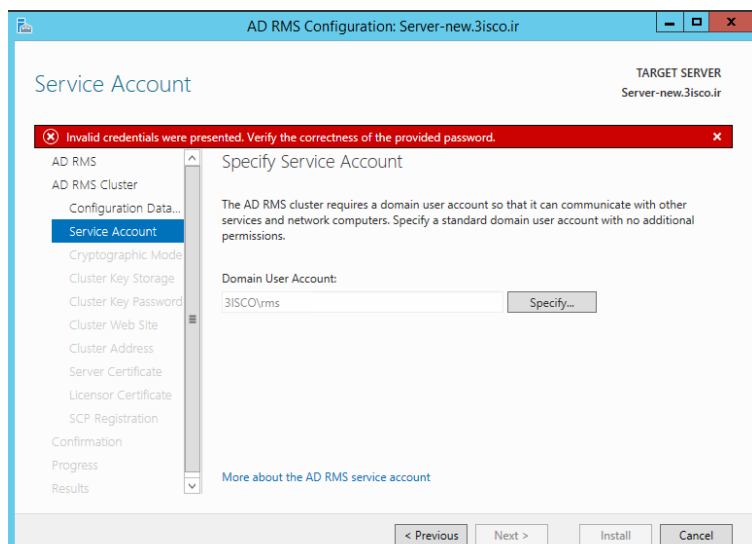 AD RMS Configuration: Server-new.3isco.ir
Service Account
TARGET SERVER
Server-new.3isco.ir
Invalid credentials were presented. Verify the correctness of the provided password.
AD RMS
AD RMS Cluster
Configuration Data...
Service Account
Cryptographic Mode
Cluster Key Storage
Cluster Key Password
Cluster Web Site
Cluster Address
Server Certificate
Licensor Certificate
SCP Registration
Confirmation
Progress
Results
Specify Service Account
The AD RMS cluster requires a domain user account so that it can communicate with other
services and network computers. Specify a standard domain user account with no additional
permissions.
Domain User Account:
3ISCO\rms
Specify...
More about the AD RMS service account
< Previous
Next >
Install
Cancel